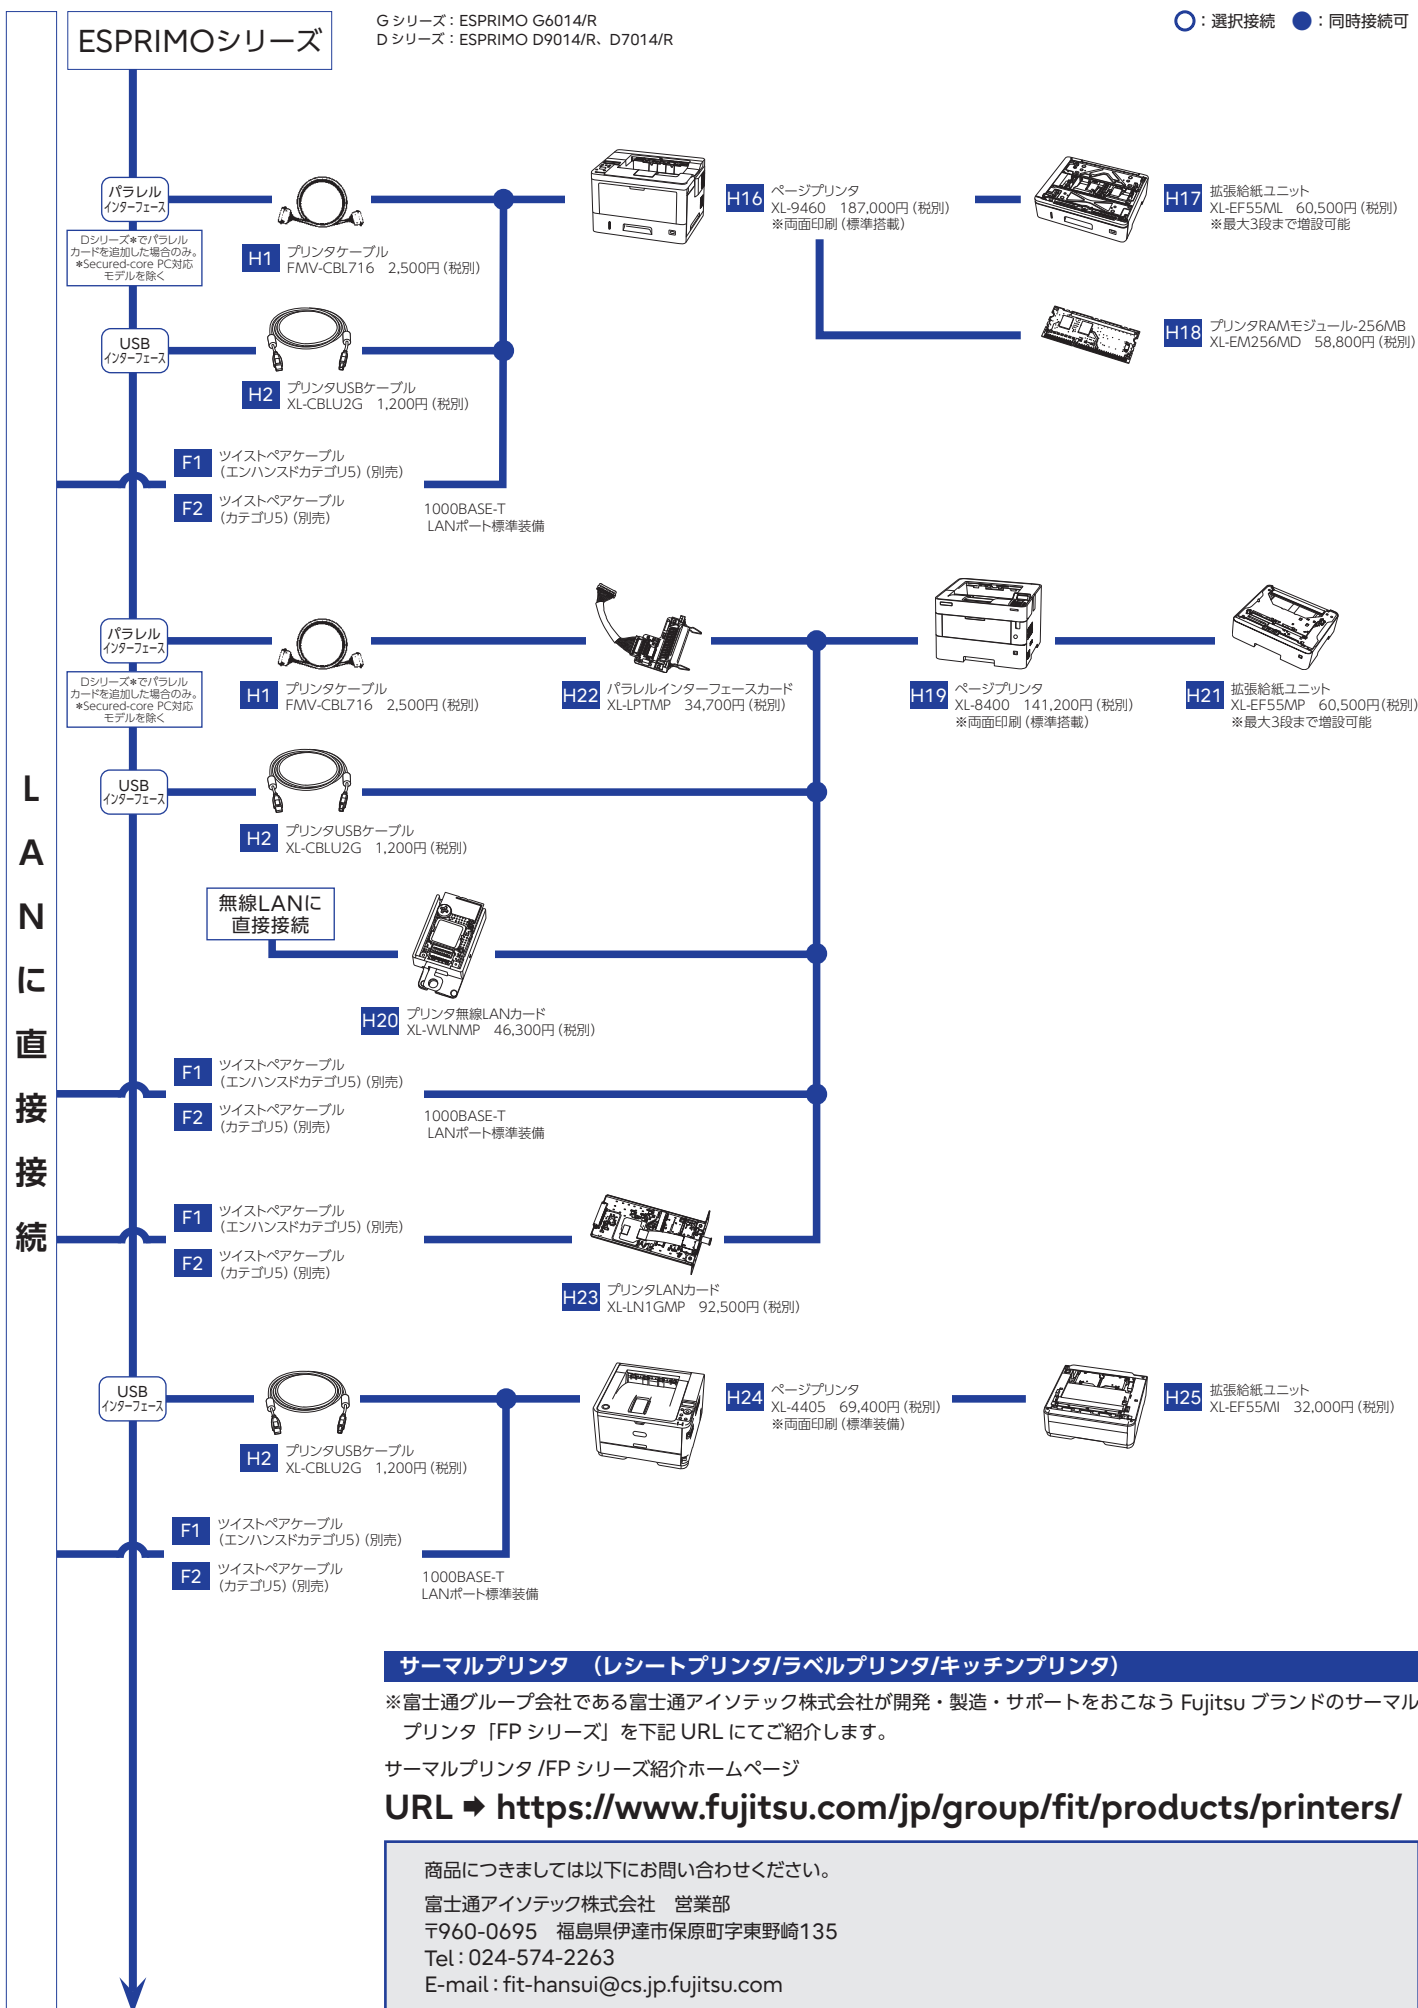 ESPRIMOシリーズ
G シリーズ：ESPRIMO G6014/R
D シリーズ：ESPRIMO D9014/R、D7014/R
○：選択接続　●：同時接続可
LANに直接接続
パラレル
インターフェース
Dシリーズ＊でパラレル
カードを追加した場合のみ。
＊Secured-core PC対応
モデルを除く
H1 プリンタケーブル
FMV-CBL716　2,500円（税別）
H16 ページプリンタ
XL-9460　187,000円（税別）
※両面印刷（標準搭載）
H17 拡張給紙ユニット
XL-EF55ML　60,500円（税別）
※最大3段まで増設可能
H18 プリンタRAMモジュール-256MB
XL-EM256MD　58,800円（税別）
USB
インターフェース
H2 プリンタUSBケーブル
XL-CBLU2G　1,200円（税別）
F1 ツイストペアケーブル
（エンハンスドカテゴリ5）（別売）
F2 ツイストペアケーブル
（カテゴリ5）（別売）
1000BASE-T
LANポート標準装備
パラレル
インターフェース
Dシリーズ＊でパラレル
カードを追加した場合のみ。
＊Secured-core PC対応
モデルを除く
H1 プリンタケーブル
FMV-CBL716　2,500円（税別）
H22 パラレルインターフェースカード
XL-LPTMP　34,700円（税別）
H19 ページプリンタ
XL-8400　141,200円（税別）
※両面印刷（標準搭載）
H21 拡張給紙ユニット
XL-EF55MP　60,500円（税別）
※最大3段まで増設可能
USB
インターフェース
H2 プリンタUSBケーブル
XL-CBLU2G　1,200円（税別）
無線LANに
直接接続
H20 プリンタ無線LANカード
XL-WLNMP　46,300円（税別）
F1 ツイストペアケーブル
（エンハンスドカテゴリ5）（別売）
F2 ツイストペアケーブル
（カテゴリ5）（別売）
1000BASE-T
LANポート標準装備
F1 ツイストペアケーブル
（エンハンスドカテゴリ5）（別売）
F2 ツイストペアケーブル
（カテゴリ5）（別売）
H23 プリンタLANカード
XL-LN1GMP　92,500円（税別）
USB
インターフェース
H2 プリンタUSBケーブル
XL-CBLU2G　1,200円（税別）
H24 ページプリンタ
XL-4405　69,400円（税別）
※両面印刷（標準装備）
H25 拡張給紙ユニット
XL-EF55MI　32,000円（税別）
F1 ツイストペアケーブル
（エンハンスドカテゴリ5）（別売）
F2 ツイストペアケーブル
（カテゴリ5）（別売）
1000BASE-T
LANポート標準装備
サーマルプリンタ　（レシートプリンタ/ラベルプリンタ/キッチンプリンタ）
※富士通グループ会社である富士通アイソテック株式会社が開発・製造・サポートをおこなう Fujitsu ブランドのサーマル
プリンタ「FP シリーズ」を下記 URL にてご紹介します。
サーマルプリンタ /FP シリーズ紹介ホームページ
URL ➡ https://www.fujitsu.com/jp/group/fit/products/printers/
商品につきましては以下にお問い合わせください。
富士通アイソテック株式会社　営業部
〒960-0695　福島県伊達市保原町字東野崎135
Tel：024-574-2263
E-mail：fit-hansui@cs.jp.fujitsu.com